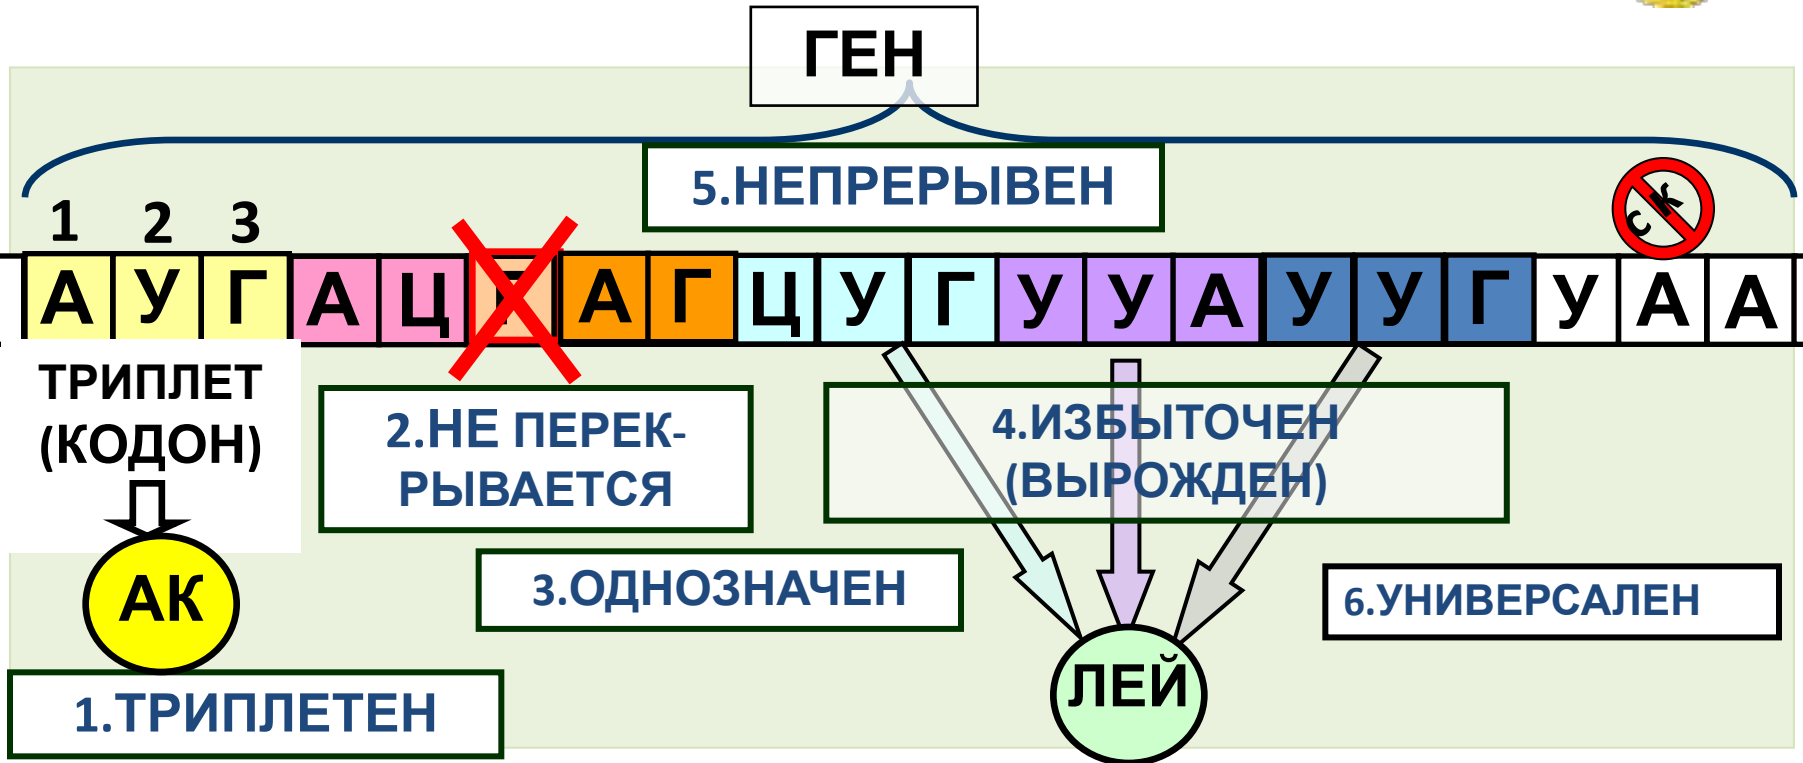 ГЕН
5.НЕПРЕРЫВЕН
1 2 3
С К
А У Г А Ц А Г Ц У Г У У А У У Г У А А
ТРИПЛЕТ
(КОДОН)
2.НЕ ПЕРЕК-
РЫВАЕТСЯ
4.ИЗБЫТОЧЕН
(ВЫРОЖДЕН)
АК
3.ОДНОЗНАЧЕН
6.УНИВЕРСАЛЕН
ЛЕЙ
1.ТРИПЛЕТЕН